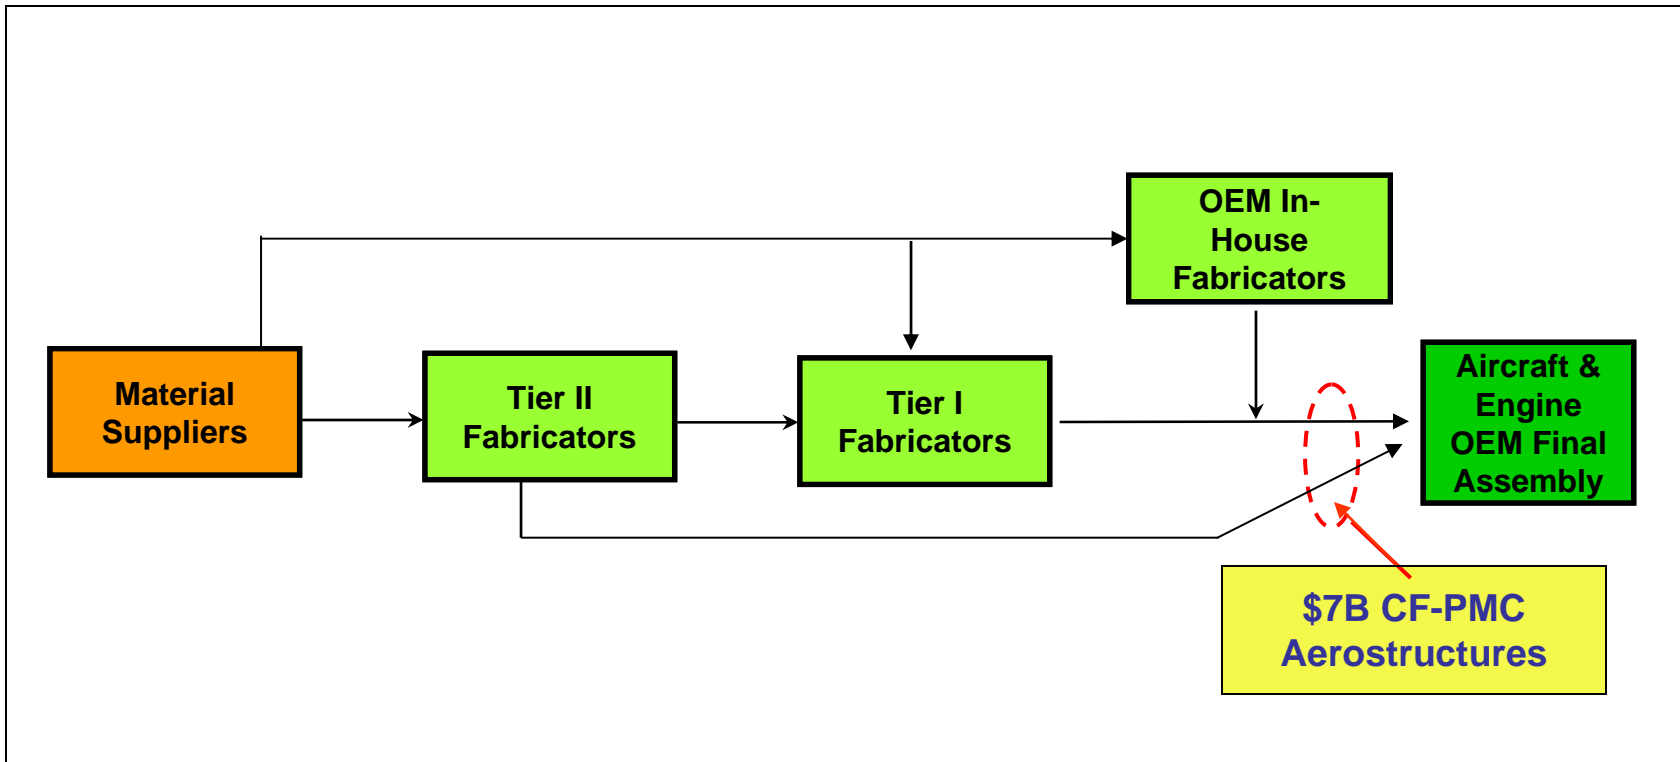 OEM In-
House
Fabricators
Material
Suppliers
Tier II
Fabricators
Tier I
Fabricators
Aircraft &
Engine
OEM Final
Assembly
$7B CF-PMC
Aerostructures